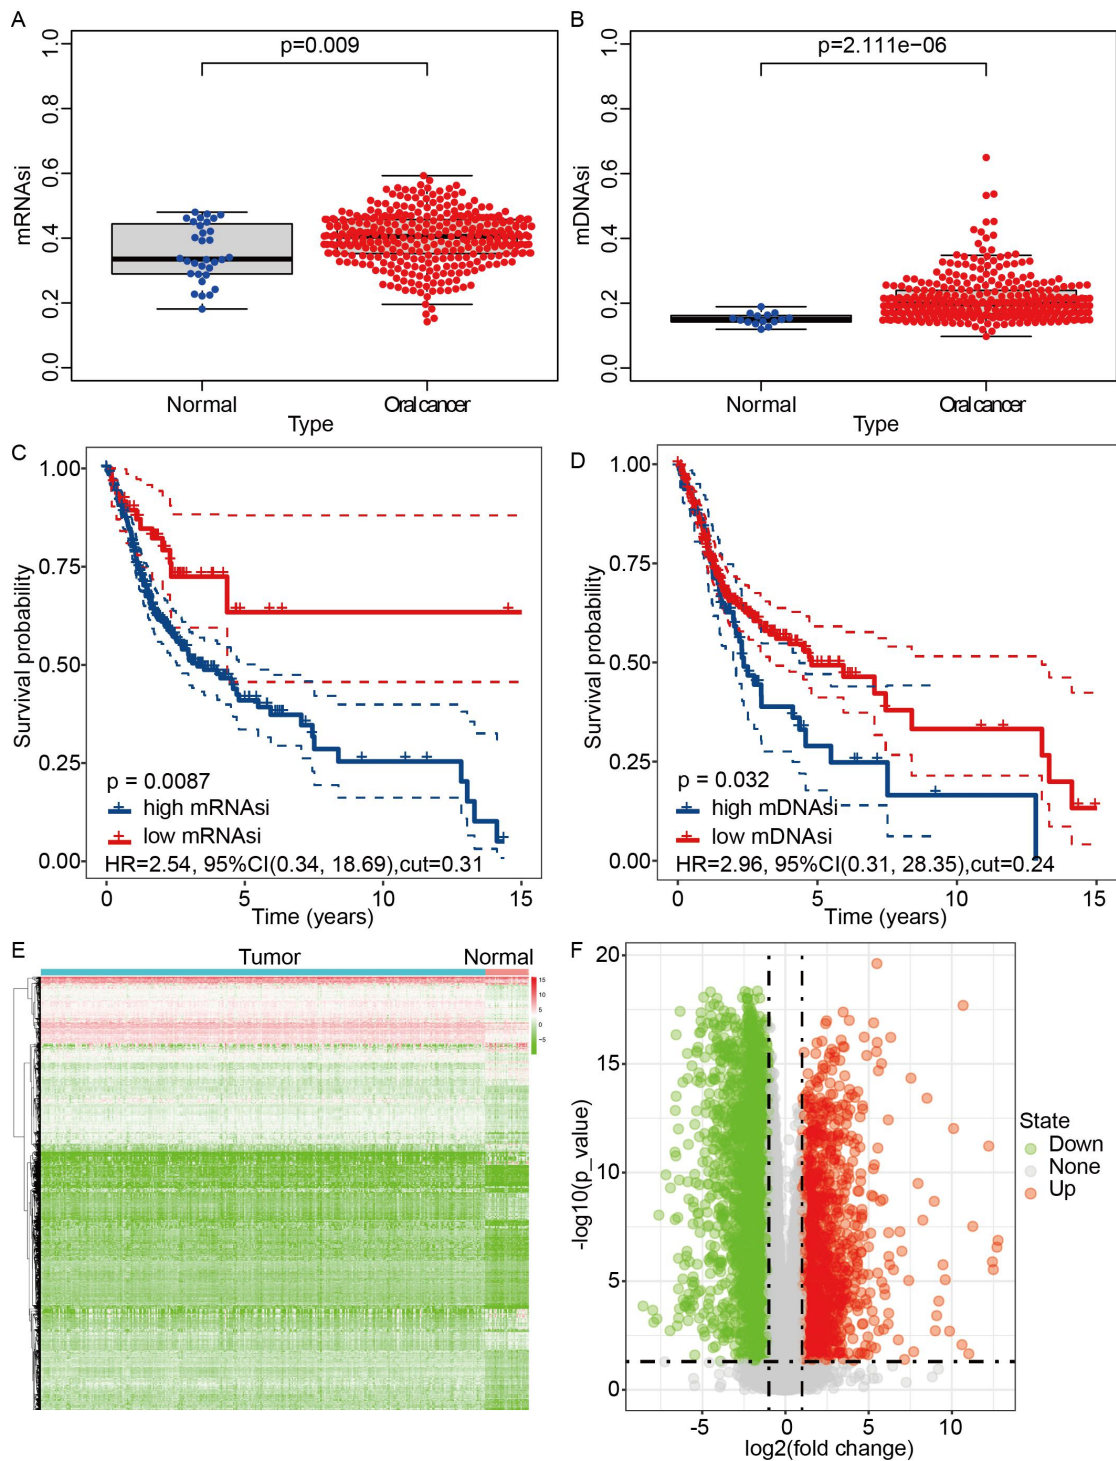 A
p=0.009
mRNAsi
1.0
0.8
0.6
0.4
0.2
0.0
Normal
Oral cancer
Type
B
p=2.111e−06
mDNAsi
1.0
0.8
0.6
0.4
0.2
0.0
Normal
Oral cancer
Type
C
Survival probability
1.00
0.75
0.50
0.25
0.00
p = 0.0087
high mRNAsi
low mRNAsi
HR=2.54, 95%CI(0.34, 18.69),cut=0.31
0 5 10 15
Time (years)
D
Survival probability
1.00
0.75
0.50
0.25
0.00
p = 0.032
high mDNAsi
low mDNAsi
HR=2.96, 95%CI(0.31, 28.35),cut=0.24
0 5 10 15
Time (years)
E
Tumor Normal
15
10
5
0
−5
F
-log10(p_value)
20
15
10
5
0
-5 0 5 10
log2(fold change)
State
Down
None
Up